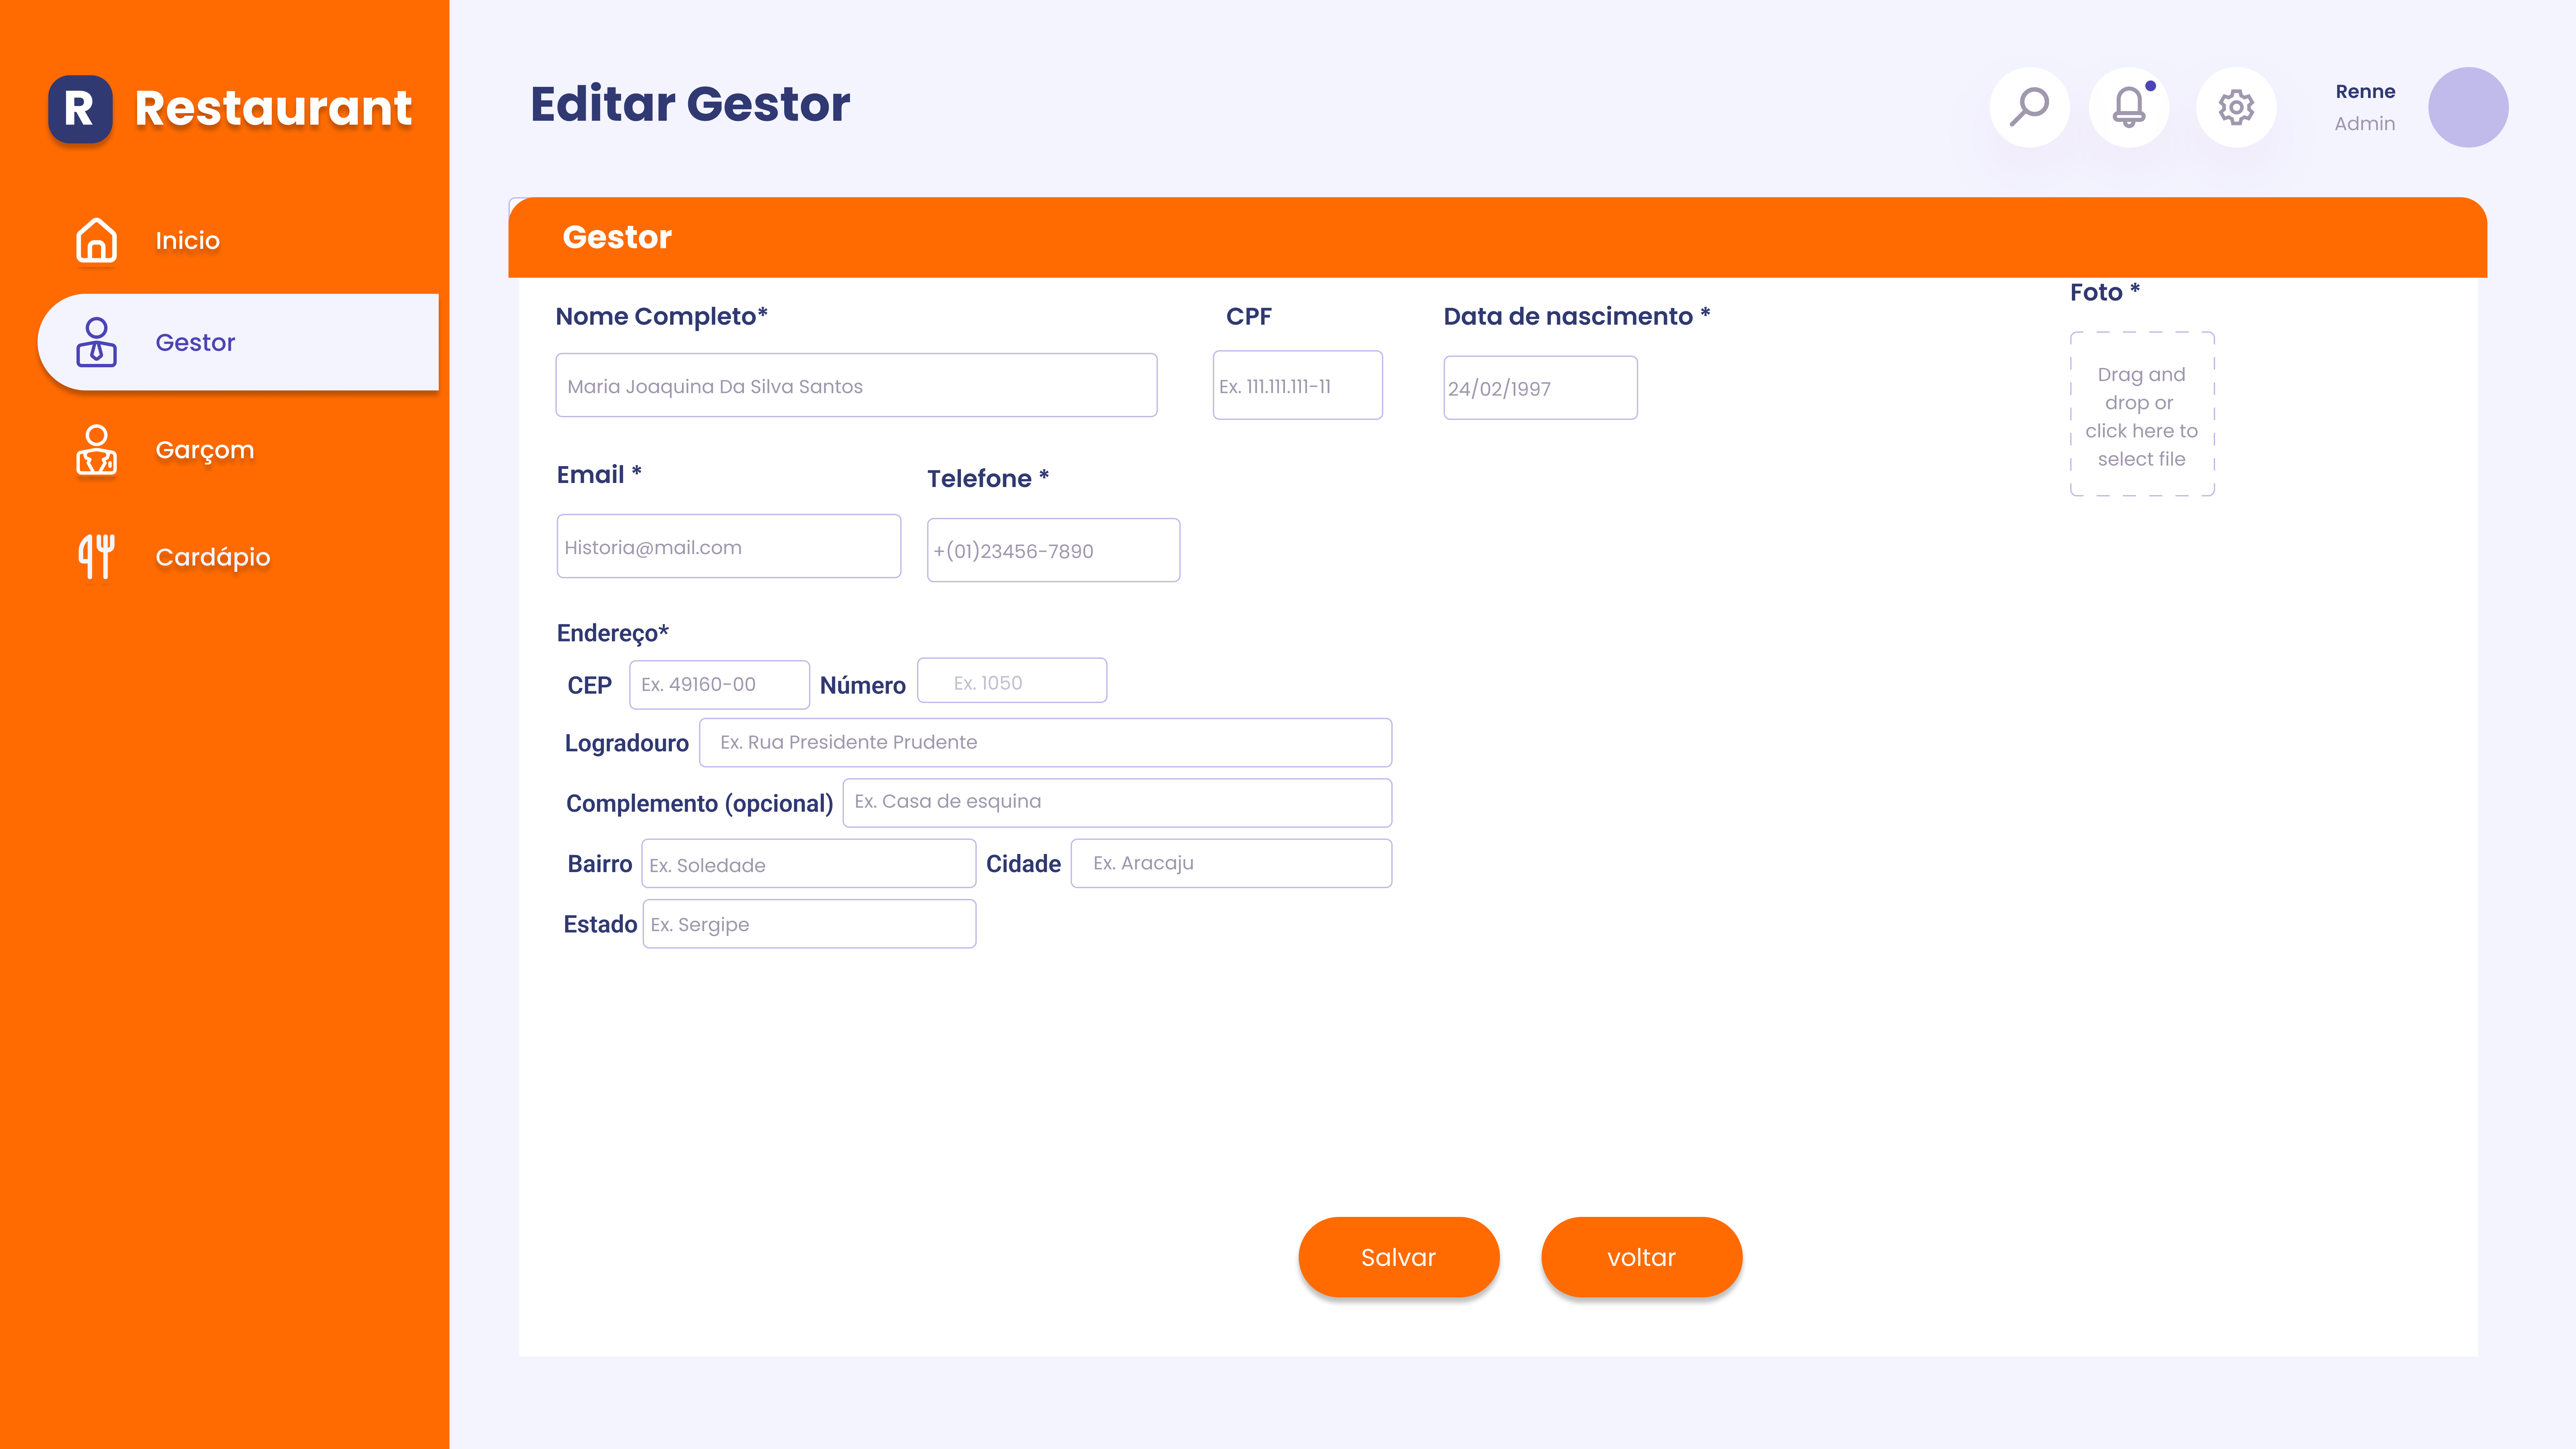 R Restaurant
Editar Gestor
Renne
Admin
Inicio
Gestor
Garçom
Cardápio
Gestor
Nome Completo*
CPF
Data de nascimento *
Foto *
Maria Joaquina Da Silva Santos
Ex. 111.111.111-11
24/02/1997
Drag and
drop or
click here to
select file
Email *
Telefone *
Historia@mail.com
+(01)23456-7890
Endereço*
CEP
Ex. 49160-00
Número
Ex. 1050
Logradouro
Ex. Rua Presidente Prudente
Complemento (opcional)
Ex. Casa de esquina
Bairro
Ex. Soledade
Cidade
Ex. Aracaju
Estado
Ex. Sergipe
Salvar
voltar